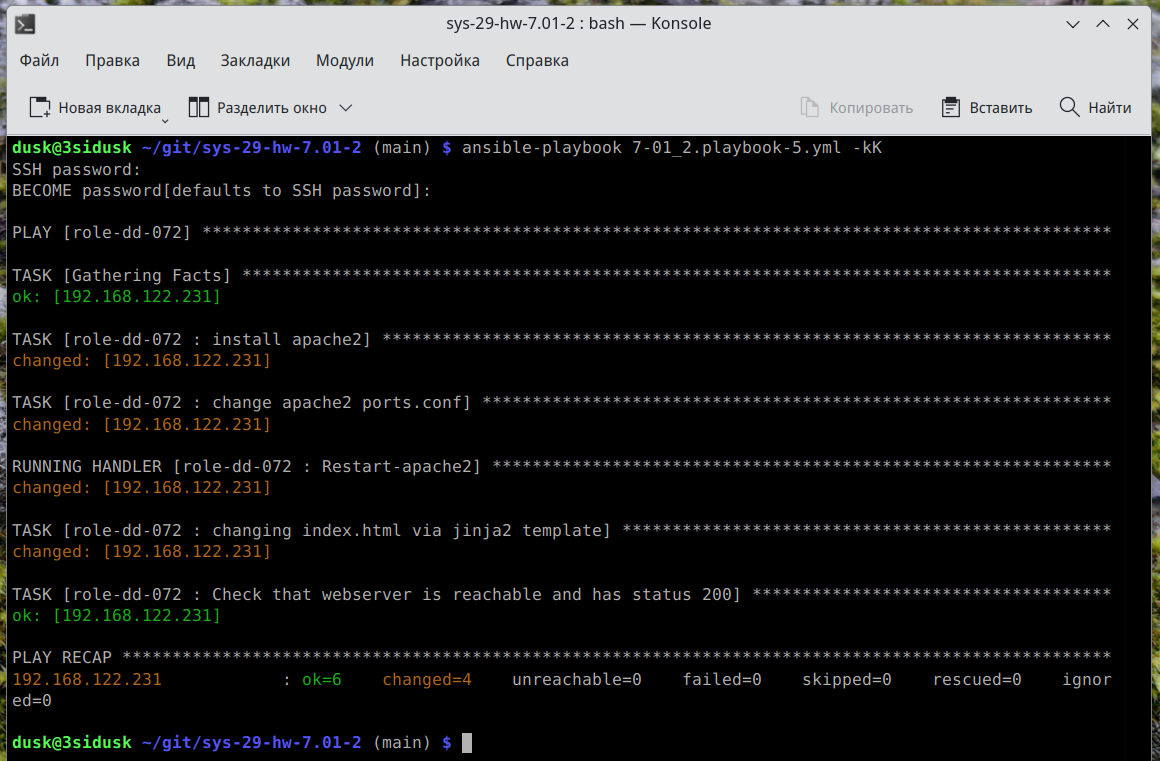 sys-29-hw-7.01-2 : bash — Konsole
Файл Правка Вид Закладки Модули Настройка Справка
Новая вкладка Разделить окно Копировать Вставить Найти
dusk@3sidusk ~/git/sys-29-hw-7.01-2 (main) $ ansible-playbook 7-01_2.playbook-5.yml -kK
SSH password:
BECOME password[defaults to SSH password]:
PLAY [role-dd-072] *******************************************************************************************
TASK [Gathering Facts] ***************************************************************************************
ok: [192.168.122.231]
TASK [role-dd-072 : install apache2] *************************************************************************
changed: [192.168.122.231]
TASK [role-dd-072 : change apache2 ports.conf] ***************************************************************
changed: [192.168.122.231]
RUNNING HANDLER [role-dd-072 : Restart-apache2] **************************************************************
changed: [192.168.122.231]
TASK [role-dd-072 : changing index.html via jinja2 template] *************************************************
changed: [192.168.122.231]
TASK [role-dd-072 : Check that webserver is reachable and has status 200] ************************************
ok: [192.168.122.231]
PLAY RECAP ***************************************************************************************************
192.168.122.231            : ok=6    changed=4    unreachable=0    failed=0    skipped=0    rescued=0    ignor
ed=0
dusk@3sidusk ~/git/sys-29-hw-7.01-2 (main) $